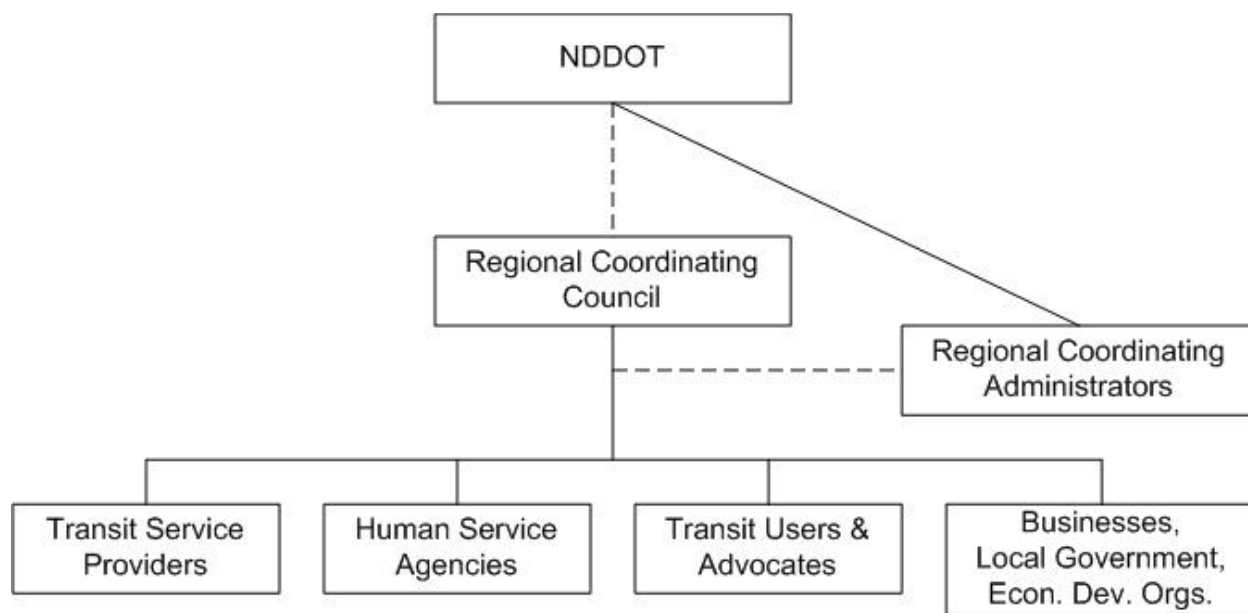 NDDOT
Regional Coordinating
Council
Regional Coordinating
Administrators
Transit Service
Providers
Human Service
Agencies
Transit Users &
Advocates
Businesses,
Local Government,
Econ. Dev. Orgs.